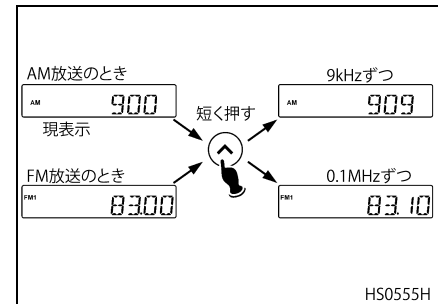 AM放送のとき
AM 900
現表示
短く押す
9kHzずつ
AM 909
FM放送のとき
FM1 83.00
0.1MHzずつ
FM1 83.10
HS0555H